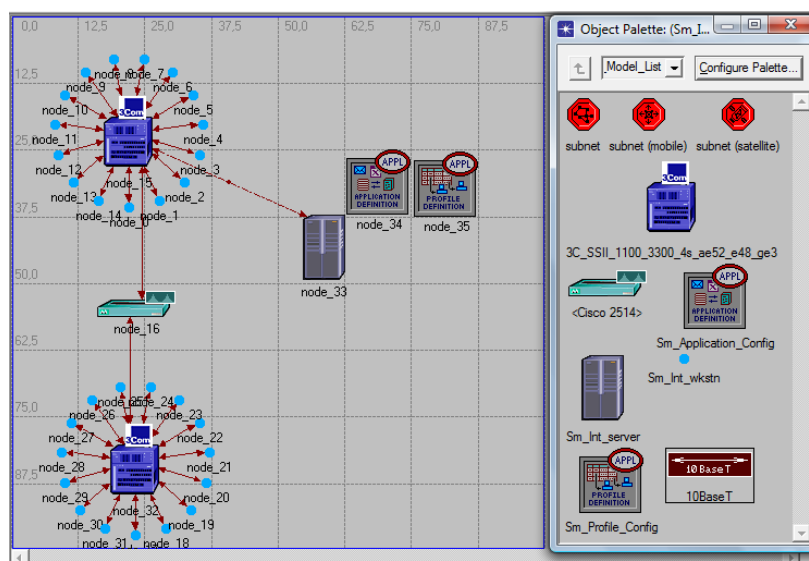 0,0 12,5 25,0 37,5 50,0 62,5 75,0 87,5
node_8 node_7
node_9 node_6
node_10 node_5
3Com
node_11 node_4
node_12 node_3
node_13 node_15 node_2
node_14 node_0 node_1
12,5
25,0
37,5
50,0
62,5
75,0
87,5
APPL
APPLICATION
DEFINITION
node_34
APPL
PROFILE
DEFINITION
node_35
node_33
node_16
node_25 node_24
node_26 node_23
3Com
node_27 node_22
node_28 node_21
node_29 node_32 node_20
node_30 node_19
node_31 node_18
Object Palette: (Sm_I...
Model_List
Configure Palette...
subnet subnet (mobile) subnet (satellite)
3Com
3C_SSII_1100_3300_4s_ae52_e48_ge3
<Cisco 2514>
APPL
APPLICATION
DEFINITION
Sm_Application_Config
Sm_Int_wkstn
Sm_Int_server
APPL
PROFILE
DEFINITION
Sm_Profile_Config
10BaseT
10BaseT